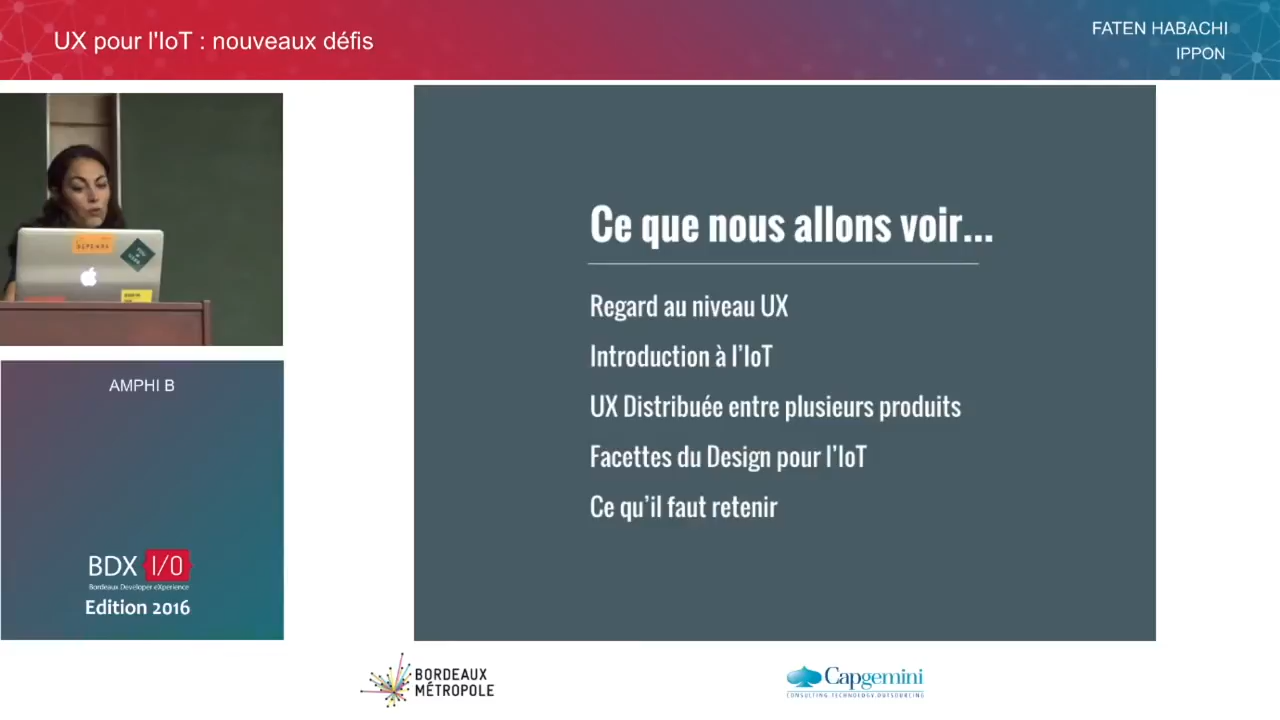 UX pour l'IoT : nouveaux défis
FATEN HABACHI
IPPON
Ce que nous allons voir...
Regard au niveau UX
Introduction à l'IoT
UX Distribuée entre plusieurs produits
Facettes du Design pour l'IoT
Ce qu'il faut retenir
AMPHI B
BDX I/O
Bordeaux Developer eXperience
Edition 2016
BORDEAUX
MÉTROPOLE
Capgemini
CONSULTING.TECHNOLOGY.OUTSOURCING